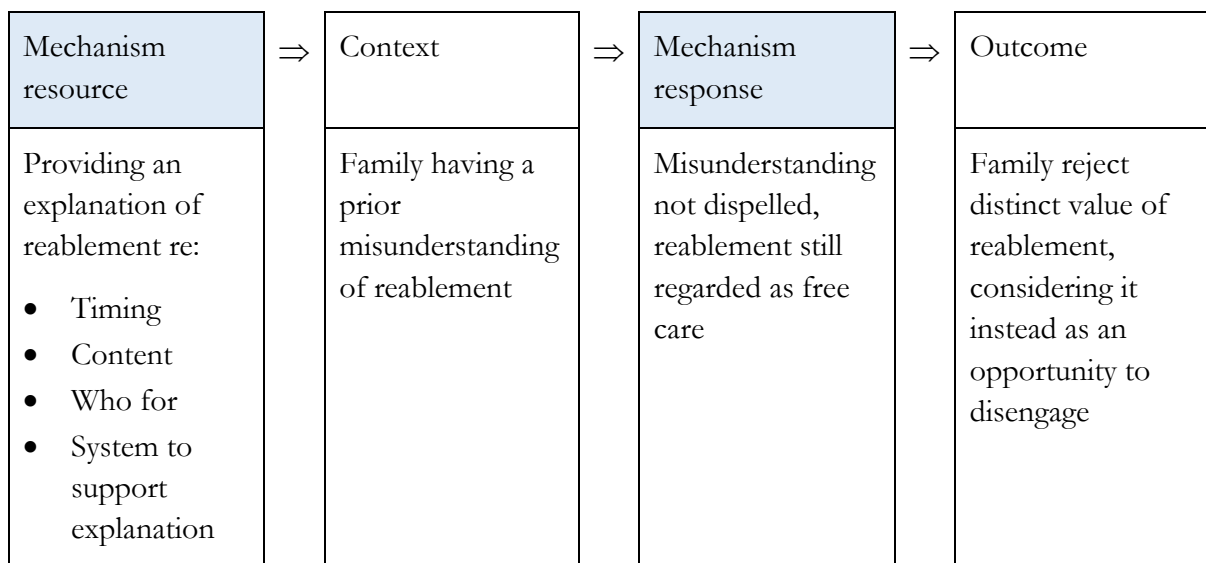 Mechanism
resource
⇒
Context
⇒
Mechanism
response
⇒
Outcome
Providing an
explanation of
reablement re:
• Timing
• Content
• Who for
• System to
support
explanation
Family having a
prior
misunderstanding
of reablement
Misunderstanding
not dispelled,
reablement still
regarded as free
care
Family reject
distinct value of
reablement,
considering it
instead as an
opportunity to
disengage